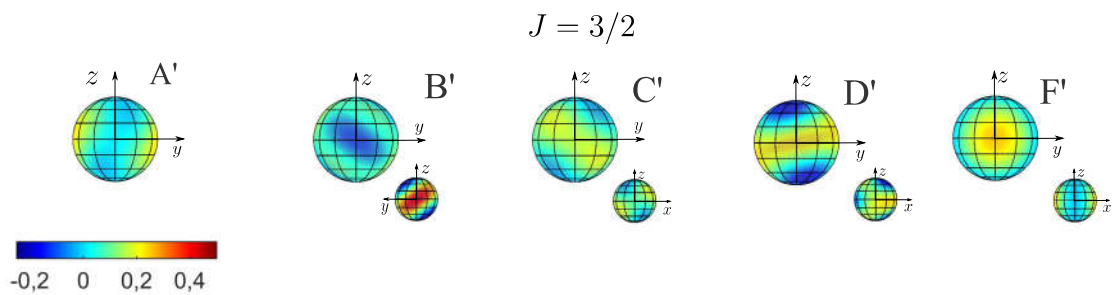 J = 3/2
z A' y
z B' y
z y
z C' y
z x
z D' y
z x
z F' y
z x
-0,2 0 0,2 0,4